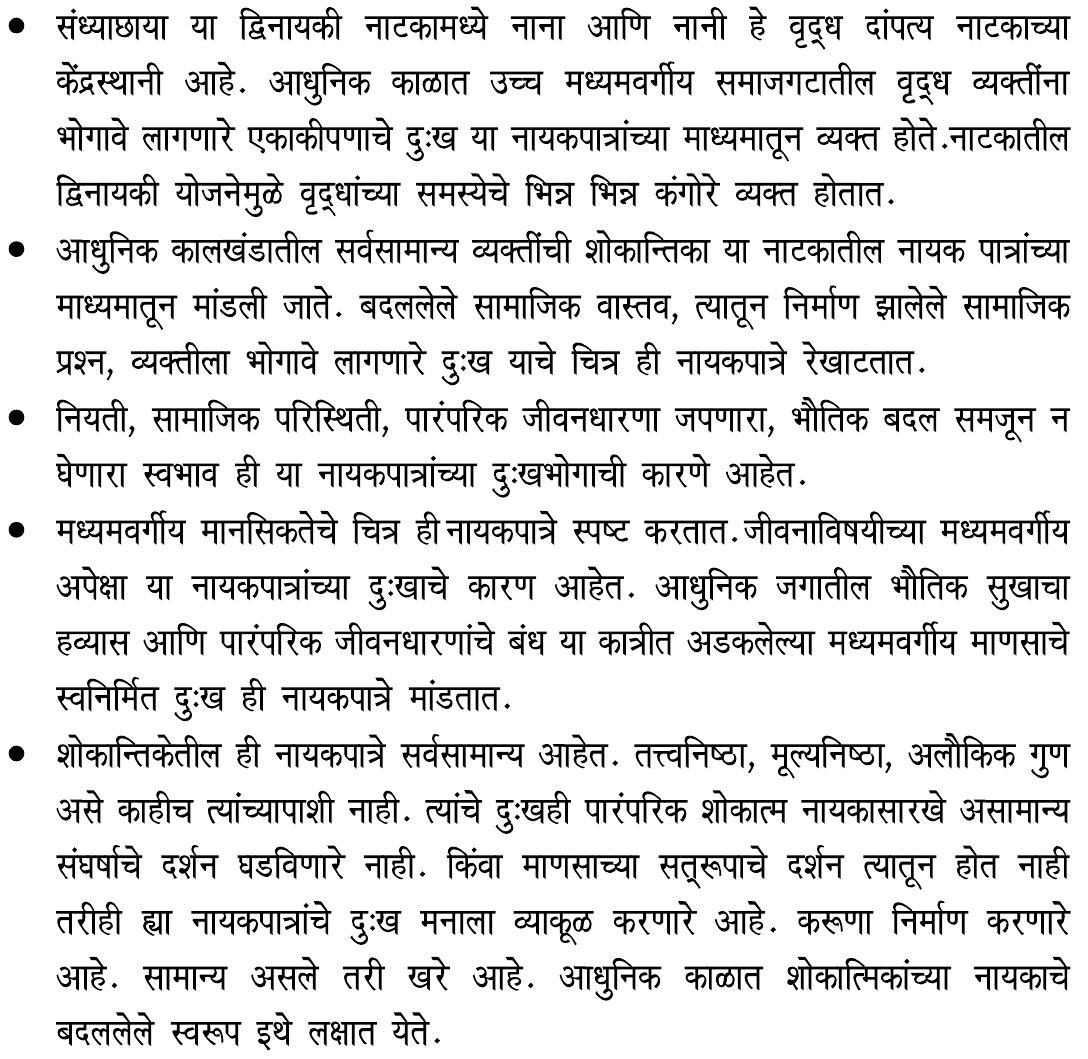 • संध्याछाया या द्विनायकी नाटकामध्ये नाना आणि नानी हे वृद्ध दांपत्य नाटकाच्या
केंद्रस्थानी आहे. आधुनिक काळात उच्च मध्यमवर्गीय समाजगटातील वृद्ध व्यक्तींना
भोगावे लागणारे एकाकीपणाचे दुःख या नायकपात्रांच्या माध्यमातून व्यक्त होते.नाटकातील
द्विनायकी योजनेमुळे वृद्धांच्या समस्येचे भिन्न भिन्न कंगोरे व्यक्त होतात.
• आधुनिक कालखंडातील सर्वसामान्य व्यक्तींची शोकान्तिका या नाटकातील नायक पात्रांच्या
माध्यमातून मांडली जाते. बदललेले सामाजिक वास्तव, त्यातून निर्माण झालेले सामाजिक
प्रश्न, व्यक्तीला भोगावे लागणारे दुःख याचे चित्र ही नायकपात्रे रेखाटतात.
• नियती, सामाजिक परिस्थिती, पारंपरिक जीवनधारणा जपणारा, भौतिक बदल समजून न
घेणारा स्वभाव ही या नायकपात्रांच्या दुःखभोगाची कारणे आहेत.
• मध्यमवर्गीय मानसिकतेचे चित्र ही नायकपात्रे स्पष्ट करतात.जीवनाविषयीच्या मध्यमवर्गीय
अपेक्षा या नायकपात्रांच्या दुःखाचे कारण आहेत. आधुनिक जगातील भौतिक सुखाचा
हव्यास आणि पारंपरिक जीवनधारणांचे बंध या कात्रीत अडकलेल्या मध्यमवर्गीय माणसाचे
स्वनिर्मित दुःख ही नायकपात्रे मांडतात.
• शोकान्तिकेतील ही नायकपात्रे सर्वसामान्य आहेत. तत्त्वनिष्ठा, मूल्यनिष्ठा, अलौकिक गुण
असे काहीच त्यांच्यापाशी नाही. त्यांचे दुःखही पारंपरिक शोकात्म नायकासारखे असामान्य
संघर्षाचे दर्शन घडविणारे नाही. किंवा माणसाच्या सत्‌रूपाचे दर्शन त्यातून होत नाही
तरीही ह्या नायकपात्रांचे दुःख मनाला व्याकूळ करणारे आहे. करूणा निर्माण करणारे
आहे. सामान्य असले तरी खरे आहे. आधुनिक काळात शोकात्मिकांच्या नायकाचे
बदललेले स्वरूप इथे लक्षात येते.